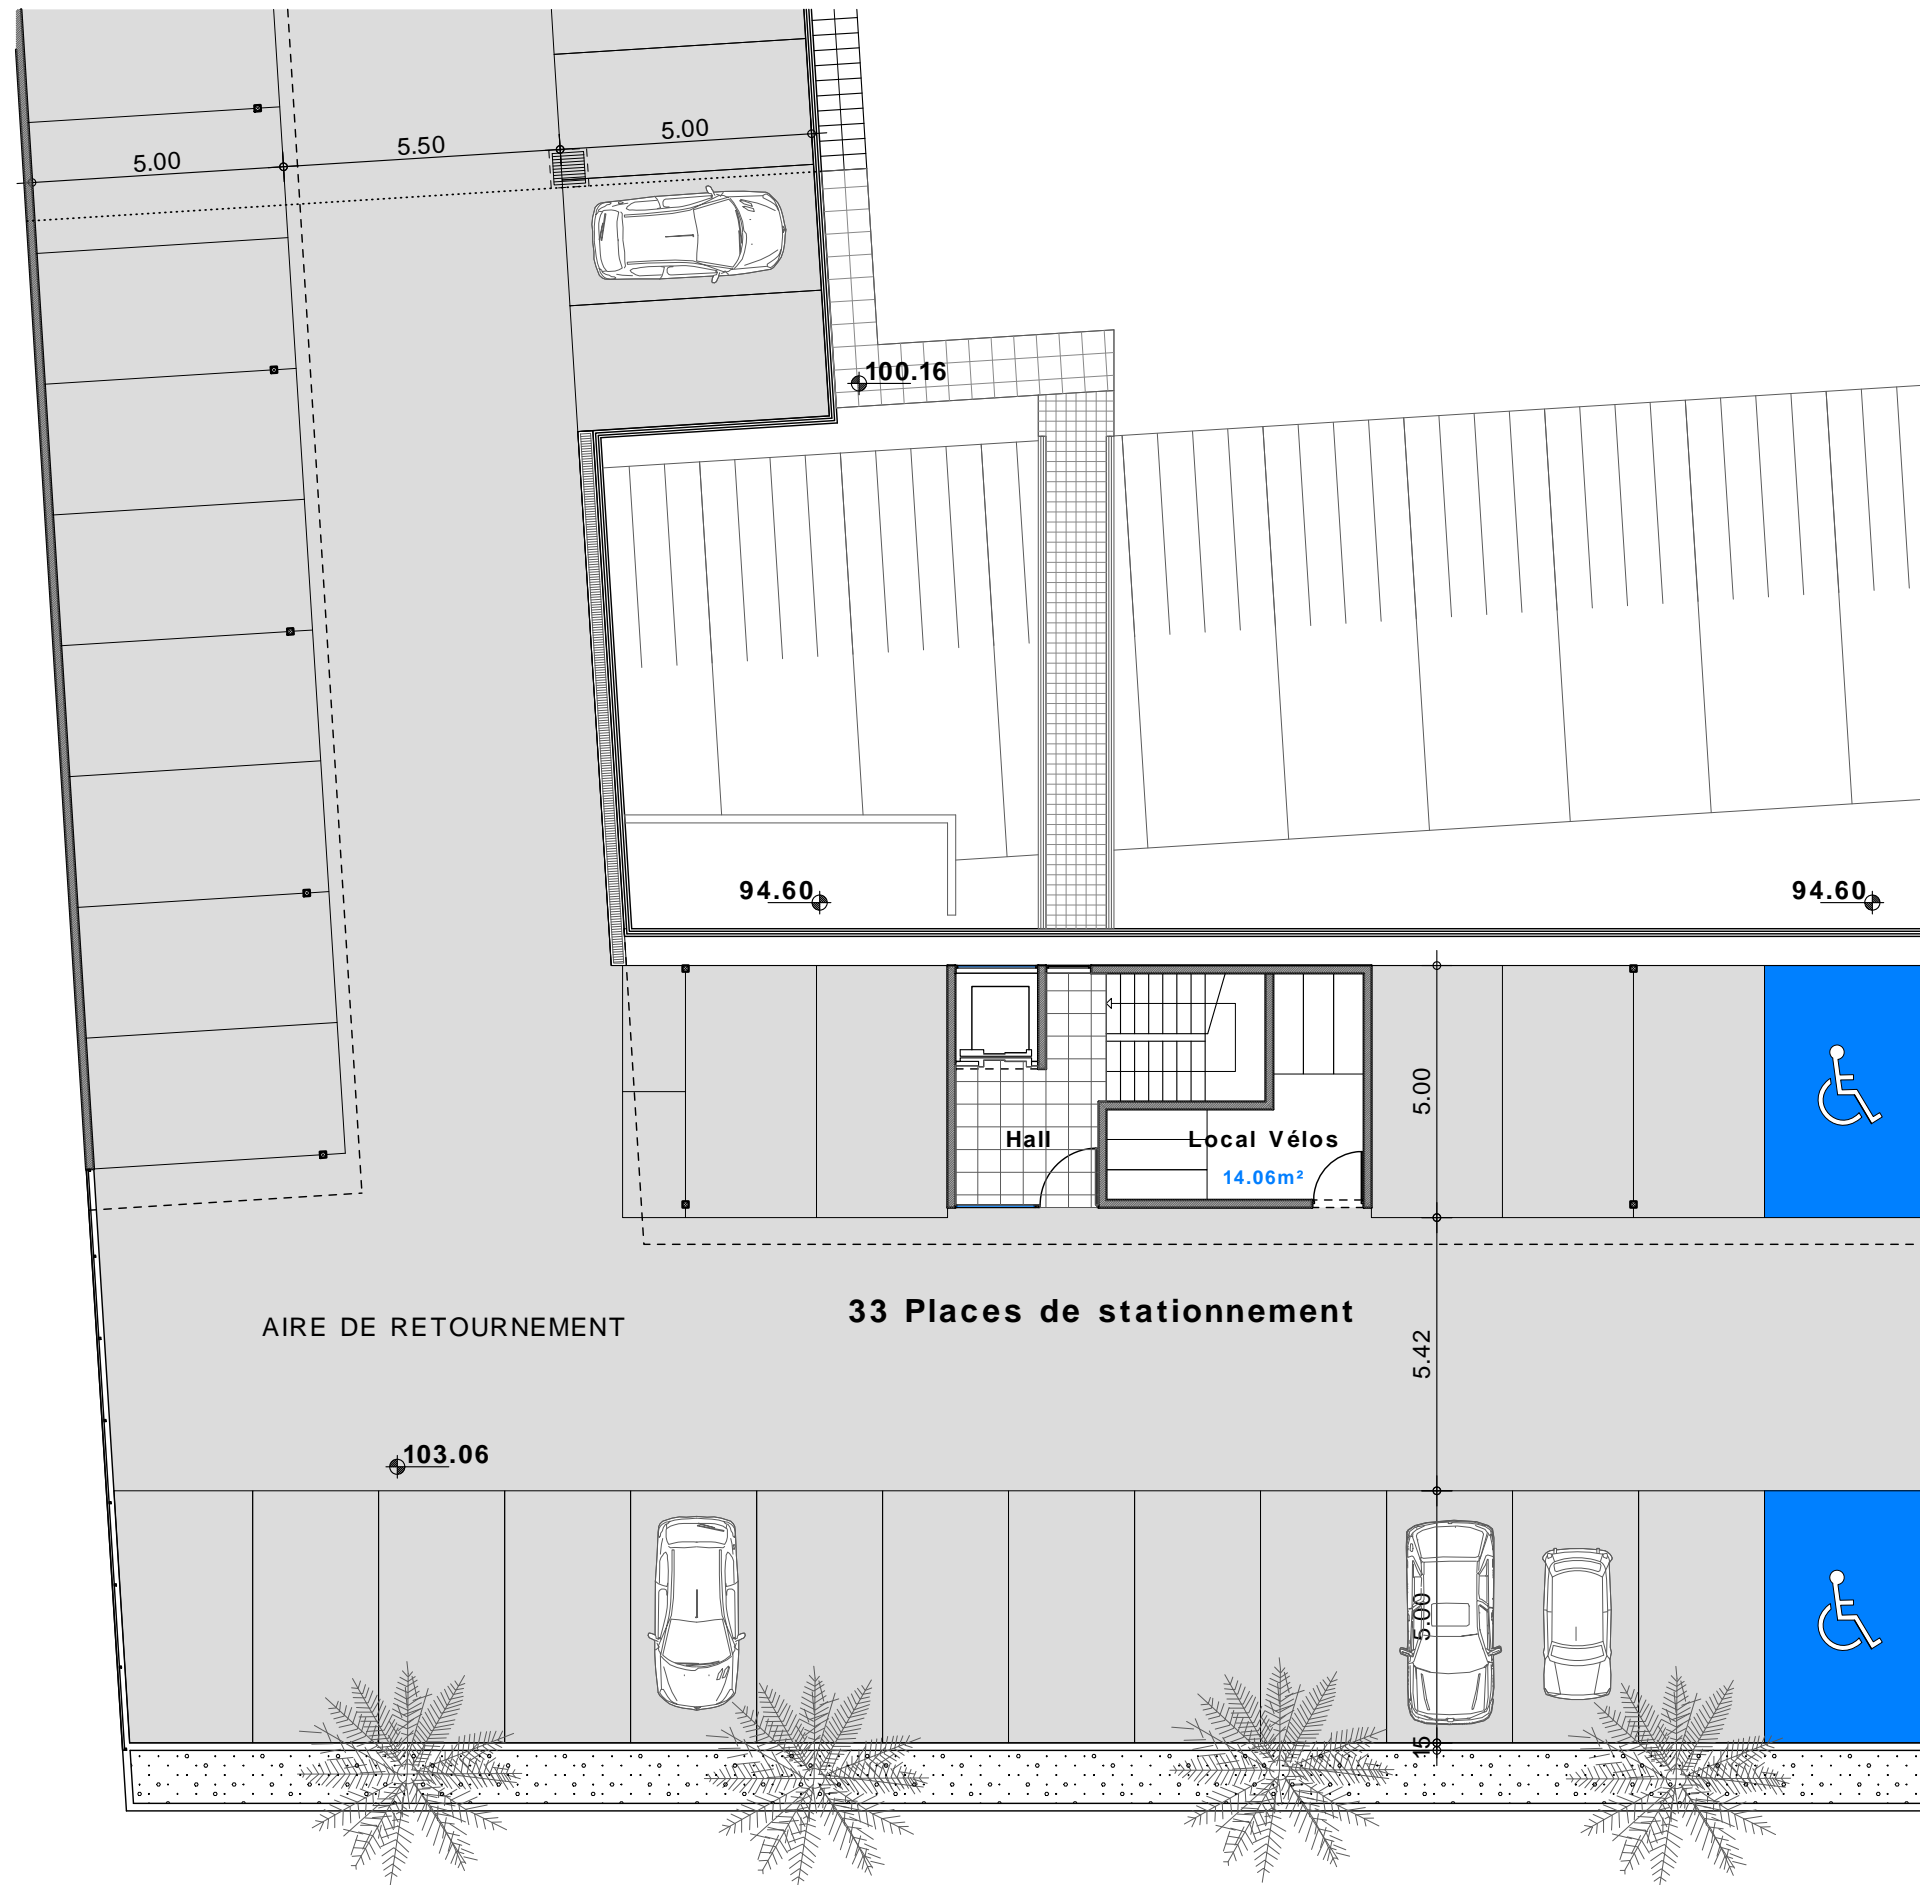 5.00
5.50
5.00
100.16
94.60
94.60
5.00
Hall
Local Vélos
14.06m²
33 Places de stationnement
AIRE DE RETOURNEMENT
5.42
103.06
5.00
15